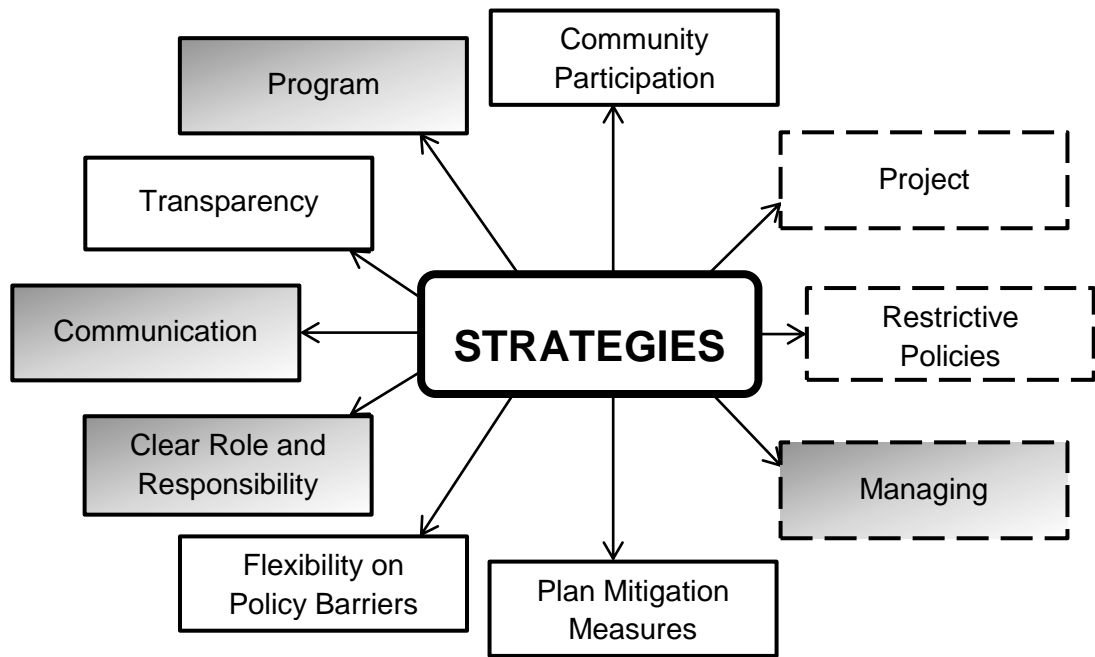 Community
Participation
Program
Project
Transparency
Communication
STRATEGIES
Restrictive
Policies
Clear Role and
Responsibility
Managing
Flexibility on
Policy Barriers
Plan Mitigation
Measures